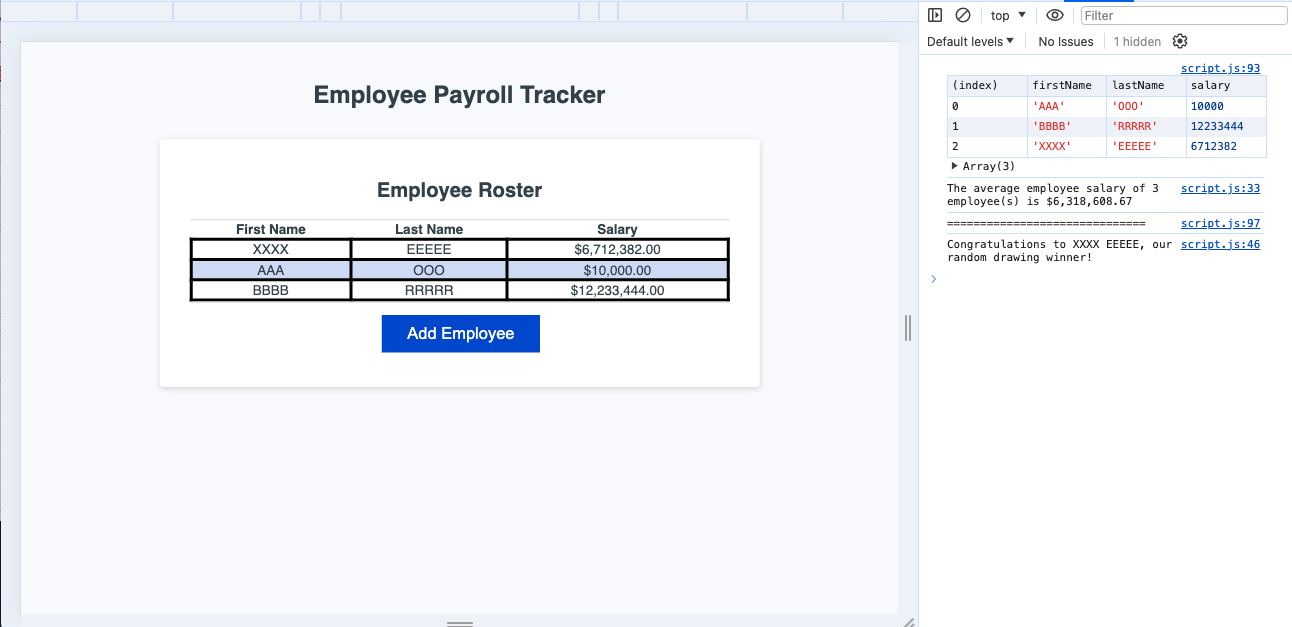 Employee Payroll Tracker
Employee Roster
First Name Last Name Salary
XXXX EEEEE $6,712,382.00
AAA OOO $10,000.00
BBBB RRRRR $12,233,444.00
Add Employee
top ▼ Filter
Default levels ▼ No Issues 1 hidden
script.js:93
(index) firstName lastName salary
0 'AAA' 'OOO' 10000
1 'BBBB' 'RRRRR' 12233444
2 'XXXX' 'EEEEE' 6712382
▶ Array(3)
The average employee salary of 3 script.js:33
employee(s) is $6,318,608.67
============================== script.js:97
Congratulations to XXXX EEEEE, our script.js:46
random drawing winner!